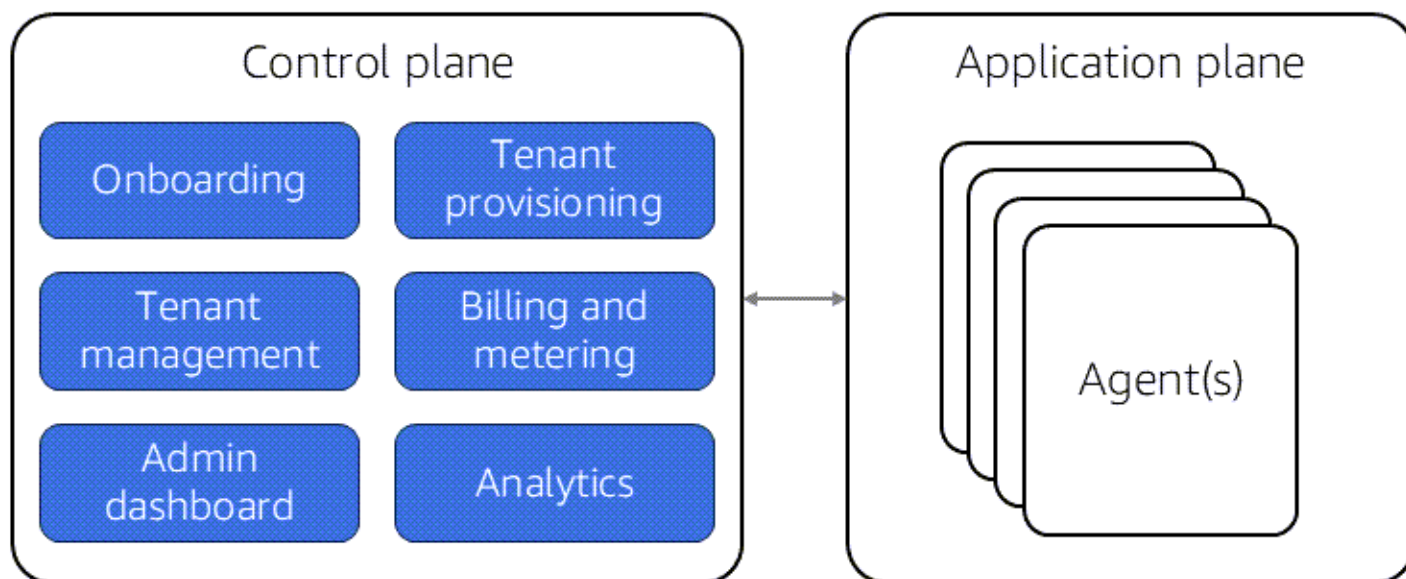 Control plane
Onboarding
Tenant
provisioning
Tenant
management
Billing and
metering
Admin
dashboard
Analytics
Application plane
Agent(s)